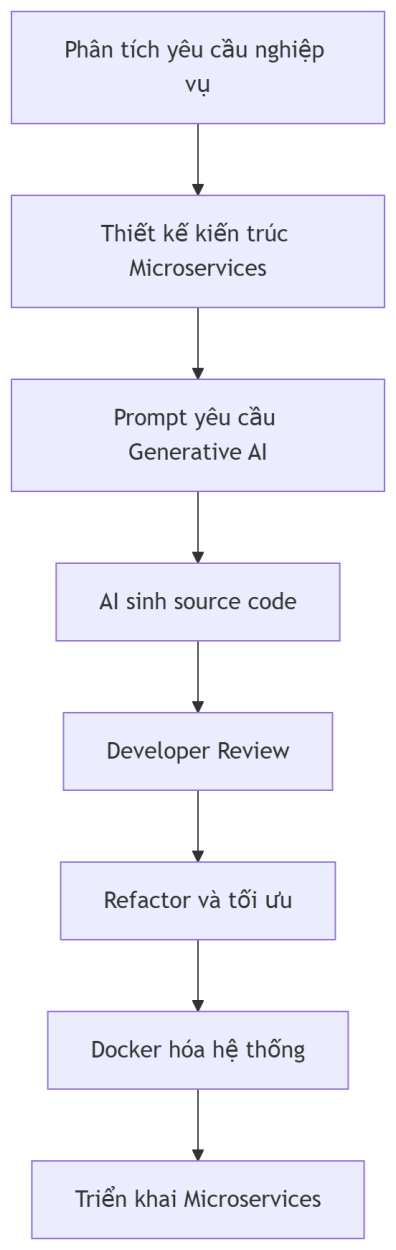 Phân tích yêu cầu nghiệp
vụ
Thiết kế kiến trúc
Microservices
Prompt yêu cầu
Generative AI
AI sinh source code
Developer Review
Refactor và tối ưu
Docker hóa hệ thống
Triển khai Microservices